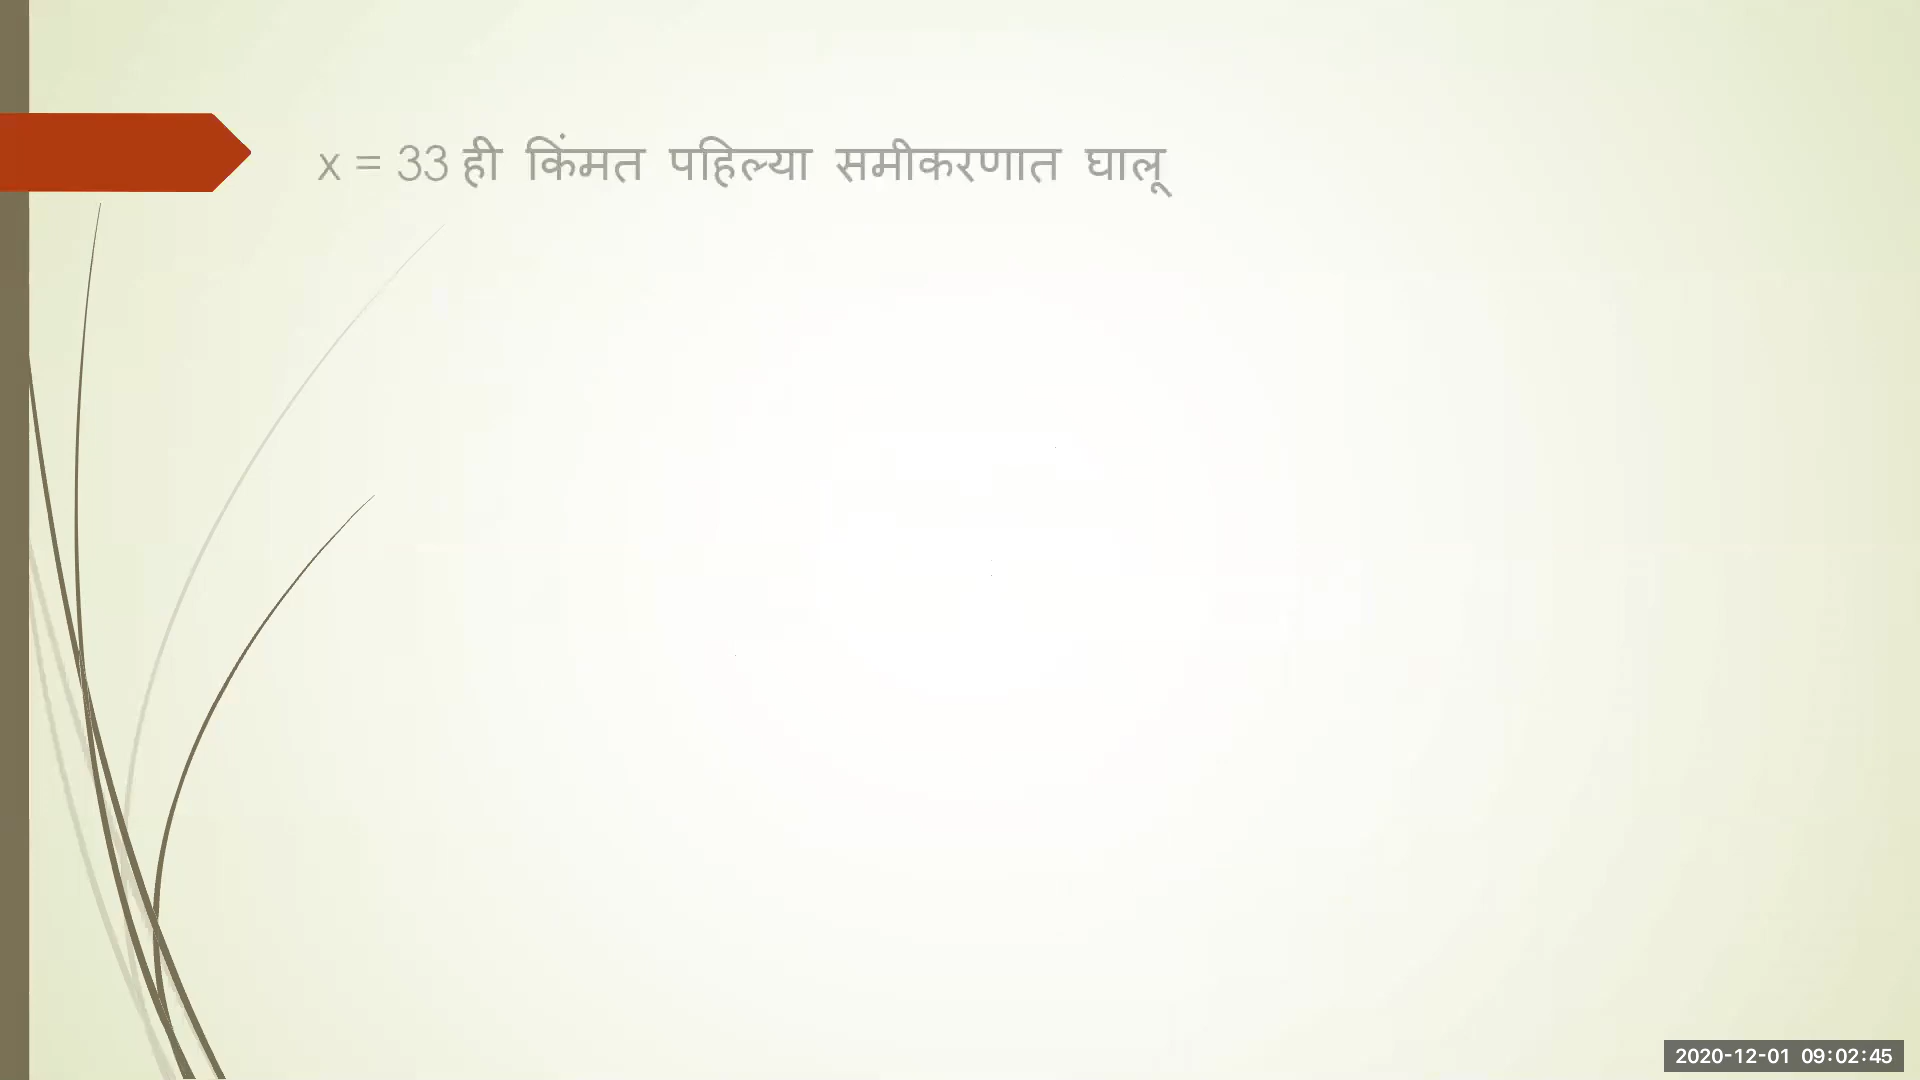 x = 33 ही किंमत पहिल्या समीकरणात घालू
2020-12-01 09:02:45